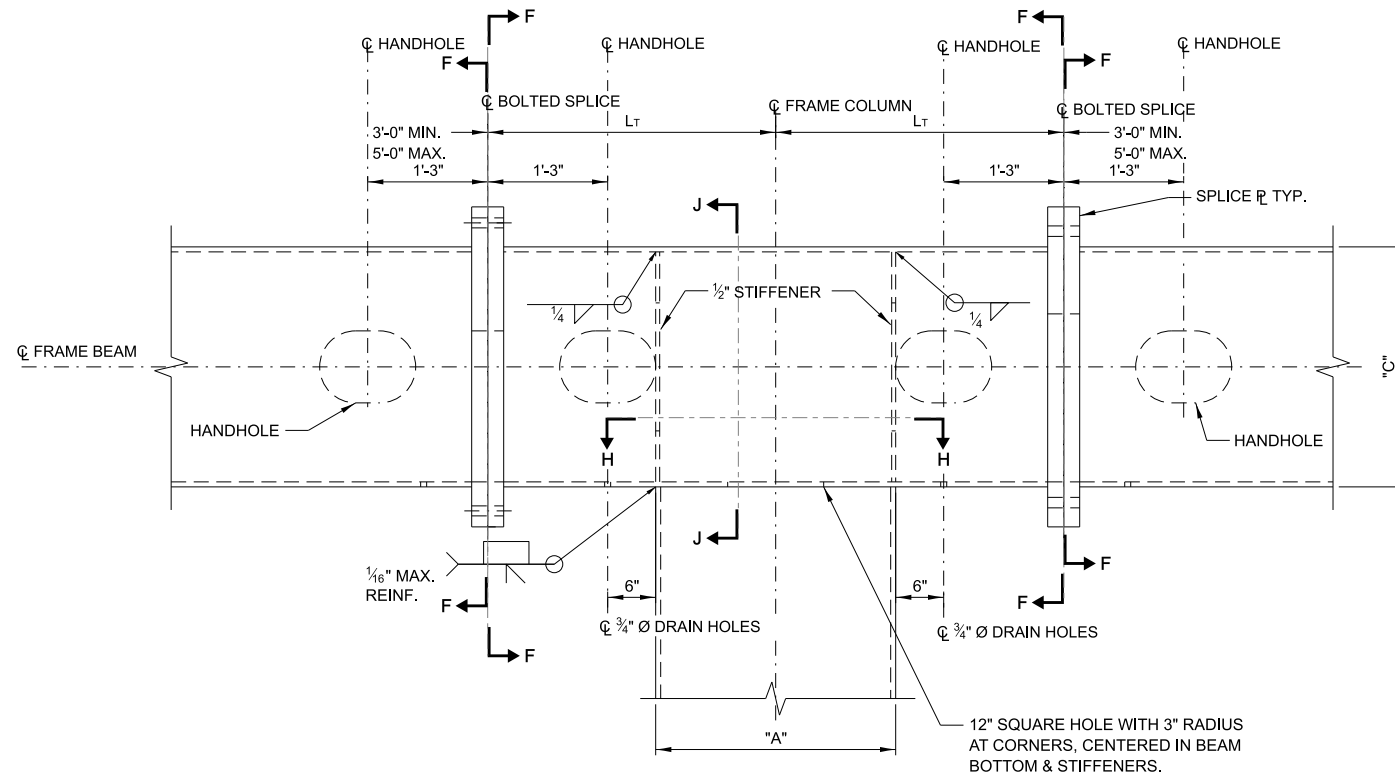 F F
℄ HANDHOLE ℄ HANDHOLE ℄ HANDHOLE ℄ HANDHOLE
F F
℄ BOLTED SPLICE ℄ FRAME COLUMN ℄ BOLTED SPLICE
3'-0" MIN. LT LT 3'-0" MIN.
5'-0" MAX. 5'-0" MAX.
1'-3" 1'-3" 1'-3" 1'-3"
SPLICE ⅊ TYP.
J
½" STIFFENER
¼ ¼
℄ FRAME BEAM
"C"
HANDHOLE HANDHOLE
H H
J
F
1/16" MAX.
REINF.
6" 6"
F F
℄ ¾" Ø DRAIN HOLES ℄ ¾" Ø DRAIN HOLES
F
12" SQUARE HOLE WITH 3" RADIUS
AT CORNERS, CENTERED IN BEAM
BOTTOM & STIFFENERS.
"A"